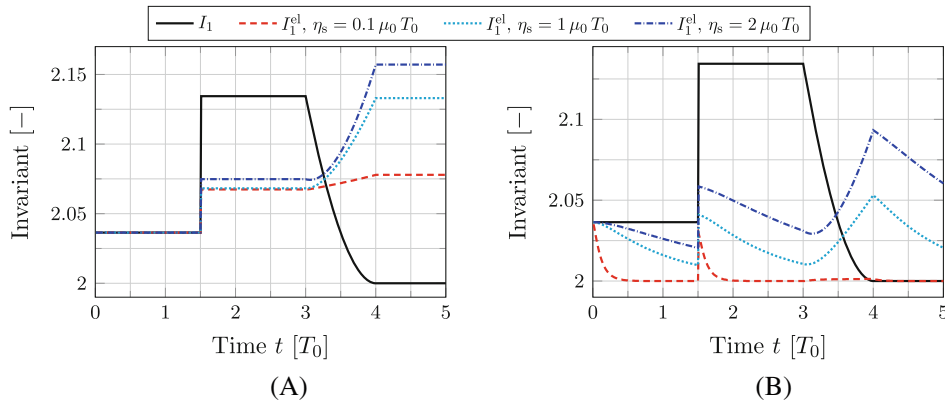 I₁ I₁ᵉˡ, ηₛ = 0.1 μ₀ T₀ I₁ᵉˡ, ηₛ = 1 μ₀ T₀ I₁ᵉˡ, ηₛ = 2 μ₀ T₀
2.15
2.1
2.05
2
Invariant [−]
0 1 2 3 4 5
Time t [T₀]
(A)
2.1
2.05
2
Invariant [−]
0 1 2 3 4 5
Time t [T₀]
(B)